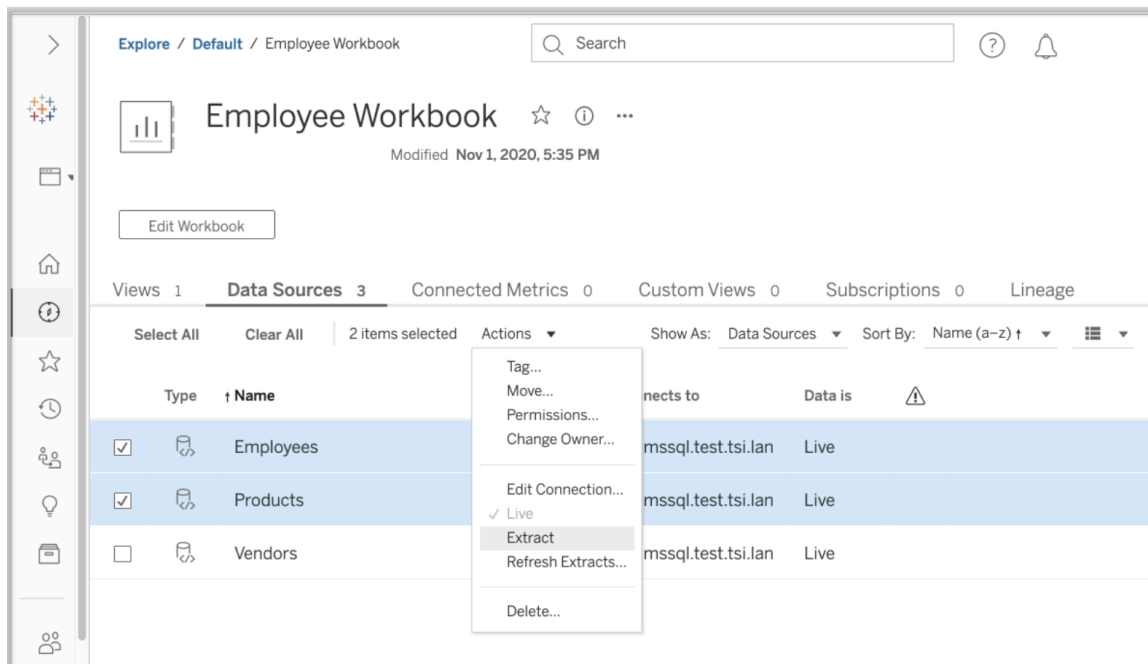 Explore / Default / Employee Workbook
Search
Employee Workbook
Modified Nov 1, 2020, 5:35 PM
Edit Workbook
Views 1 Data Sources 3 Connected Metrics 0 Custom Views 0 Subscriptions 0 Lineage
Select All Clear All 2 items selected Actions ▼ Show As: Data Sources ▼ Sort By: Name (a–z) ↑ ▼
Tag...
Move...
Type ↑ Name nects to Data is
Permissions...
Change Owner...
Employees mssql.test.tsi.lan Live
Edit Connection...
Products mssql.test.tsi.lan Live
✓ Live
Extract
Vendors mssql.test.tsi.lan Live
Refresh Extracts...
Delete...